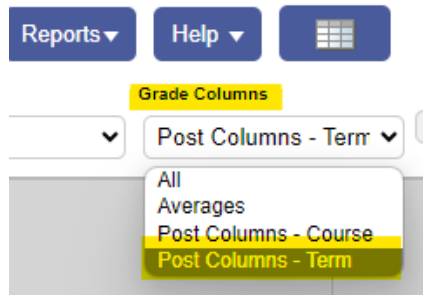 Reports▾ Help ▾
Grade Columns
Post Columns - Term
All
Averages
Post Columns - Course
Post Columns - Term